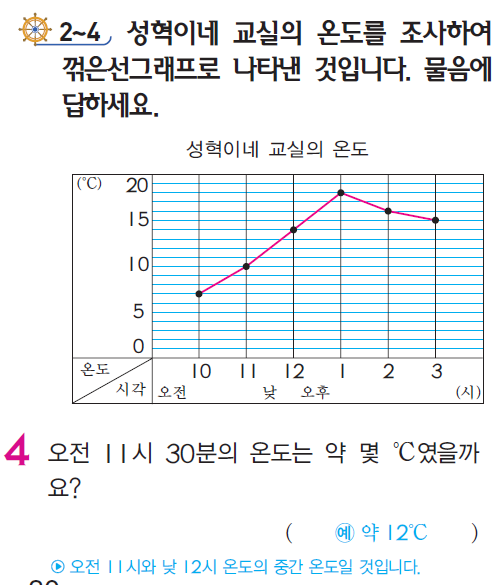 2~4 성혁이네 교실의 온도를 조사하여
꺾은선그래프로 나타낸 것입니다. 물음에
답하세요.
성혁이네 교실의 온도
(℃) 20
15
10
5
0
온도
시각
10 11 12 1 2 3
오전 낮 오후 (시)
4 오전 11시 30분의 온도는 약 몇 ℃였을까
요?
( 예 약 12℃ )
오전 11시와 낮 12시 온도의 중간 온도일 것입니다.